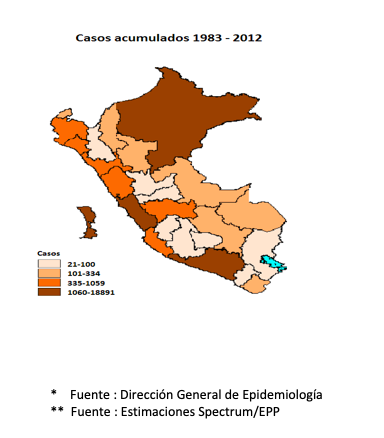 Casos acumulados 1983 - 2012
Casos
21-100
101-334
335-1059
1060-18891
* Fuente : Dirección General de Epidemiología
** Fuente : Estimaciones Spectrum/EPP